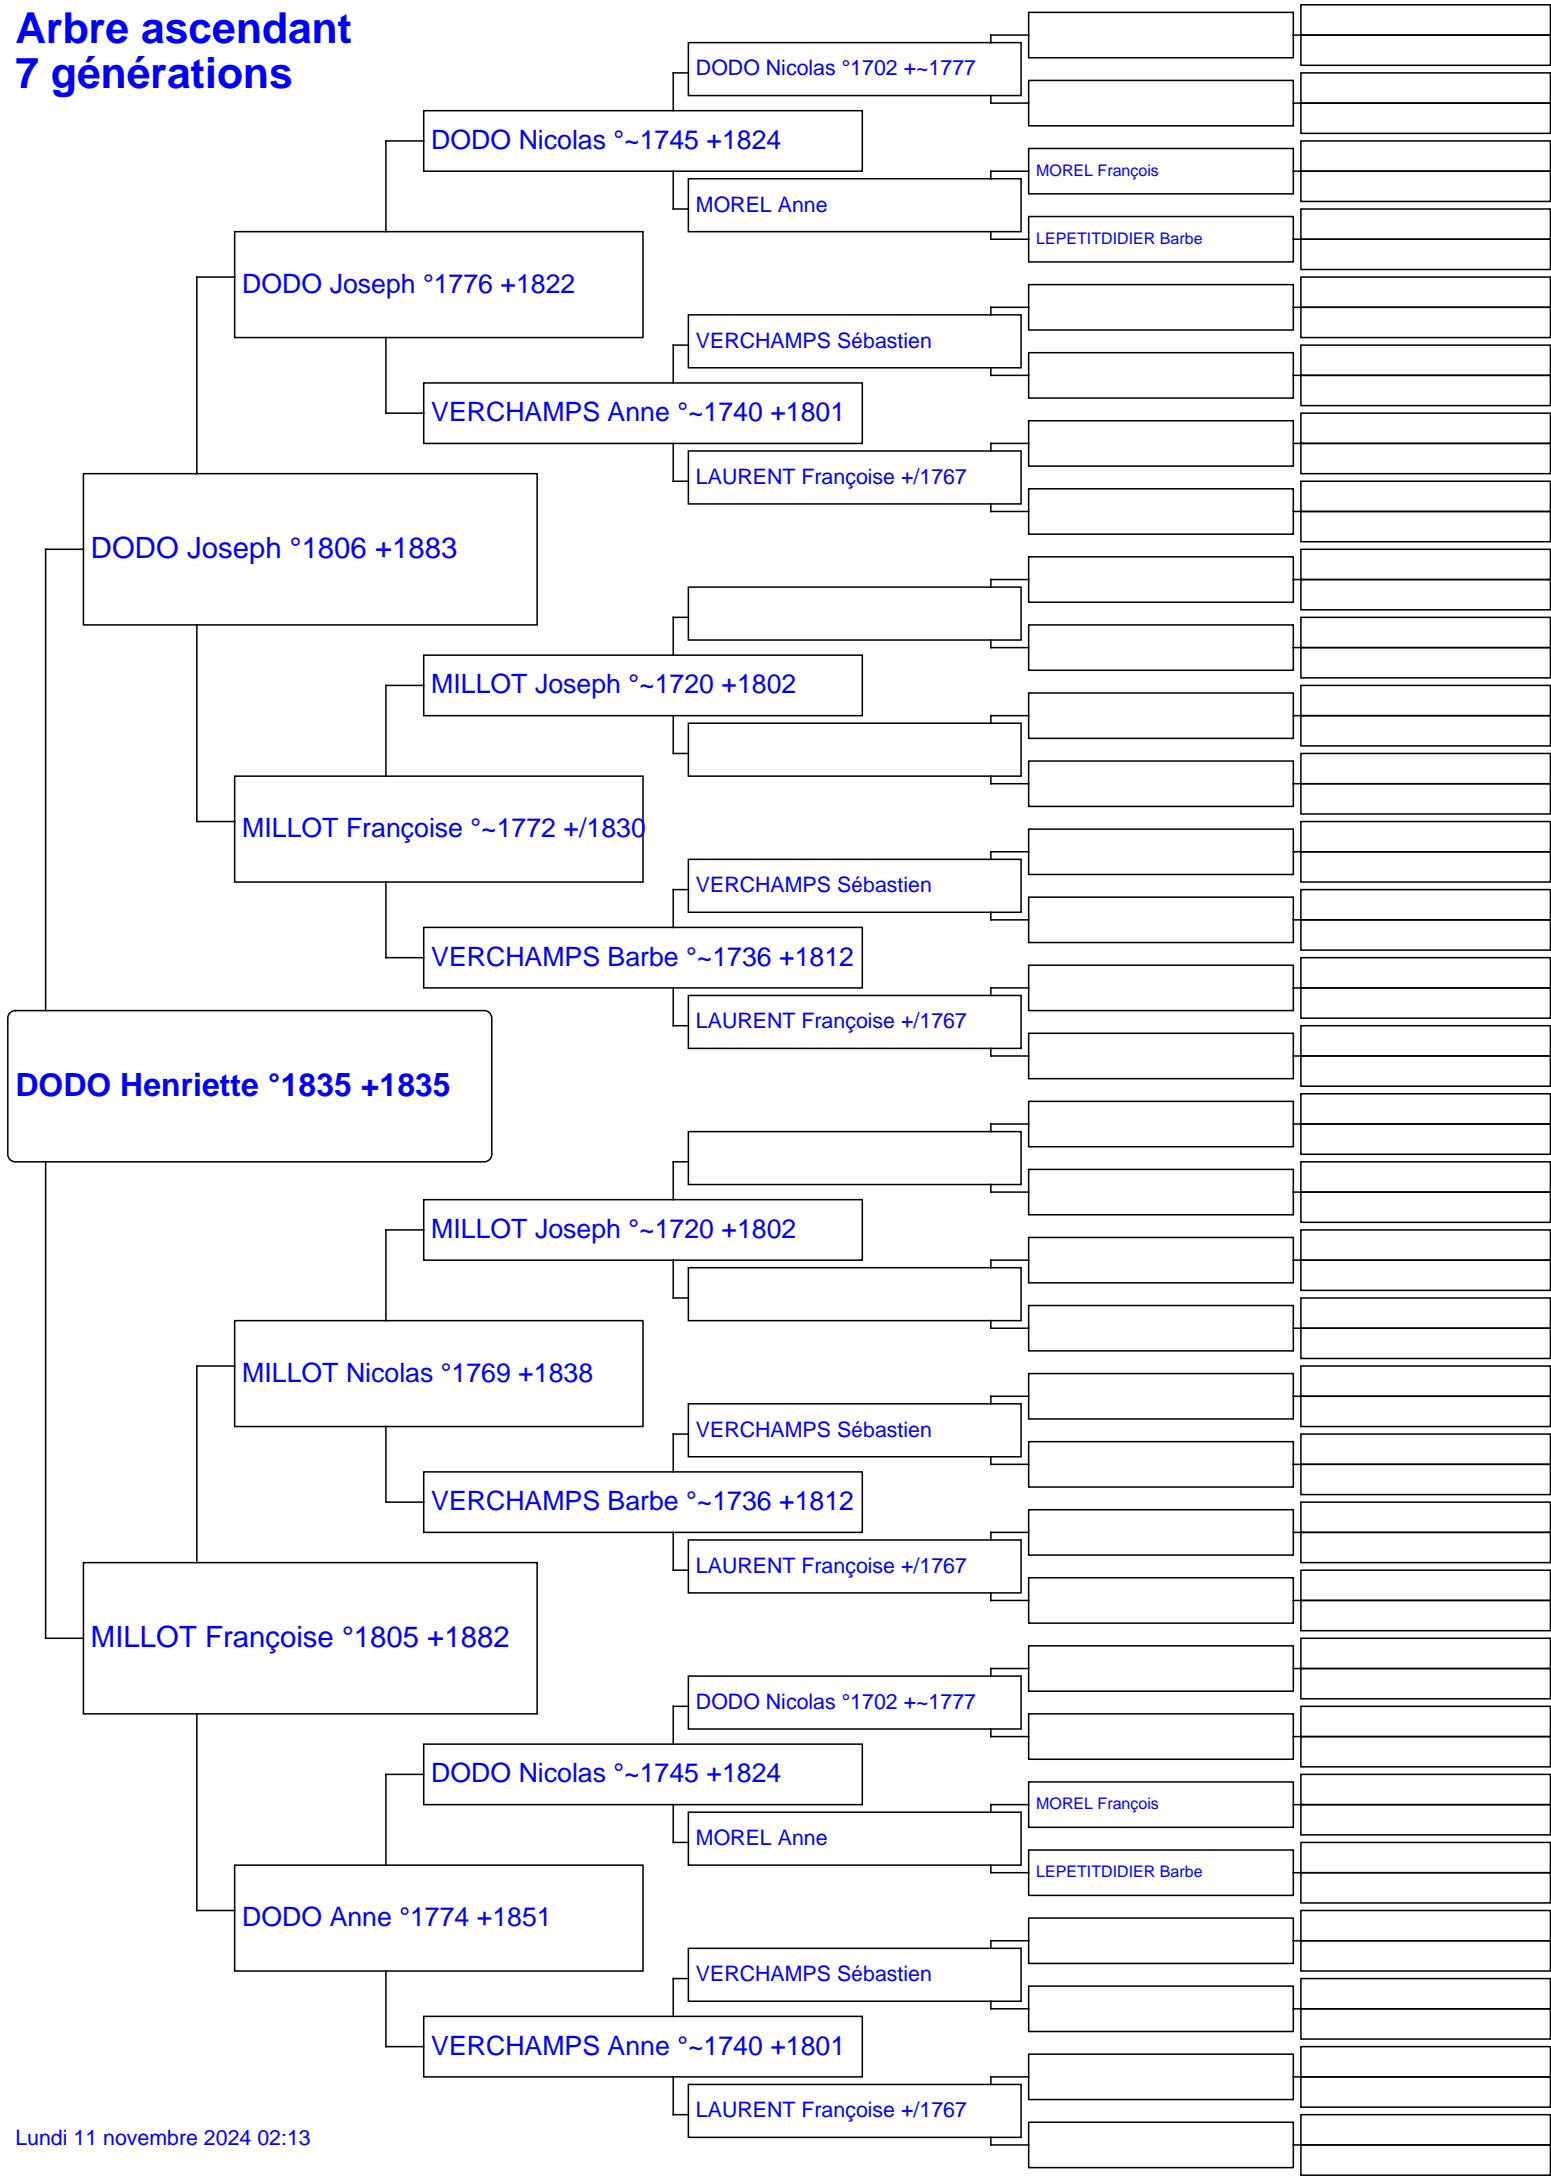 Arbre ascendant
7 générations
DODO Nicolas °1702 +~1777
DODO Nicolas °~1745 +1824
MOREL François
MOREL Anne
LEPETITDIDIER Barbe
DODO Joseph °1776 +1822
VERCHAMPS Sébastien
VERCHAMPS Anne °~1740 +1801
LAURENT Françoise +/1767
DODO Joseph °1806 +1883
MILLOT Joseph °~1720 +1802
MILLOT Françoise °~1772 +/1830
VERCHAMPS Sébastien
VERCHAMPS Barbe °~1736 +1812
LAURENT Françoise +/1767
DODO Henriette °1835 +1835
MILLOT Joseph °~1720 +1802
MILLOT Nicolas °1769 +1838
VERCHAMPS Sébastien
VERCHAMPS Barbe °~1736 +1812
LAURENT Françoise +/1767
MILLOT Françoise °1805 +1882
DODO Nicolas °1702 +~1777
DODO Nicolas °~1745 +1824
MOREL François
MOREL Anne
LEPETITDIDIER Barbe
DODO Anne °1774 +1851
VERCHAMPS Sébastien
VERCHAMPS Anne °~1740 +1801
LAURENT Françoise +/1767
Lundi 11 novembre 2024 02:13